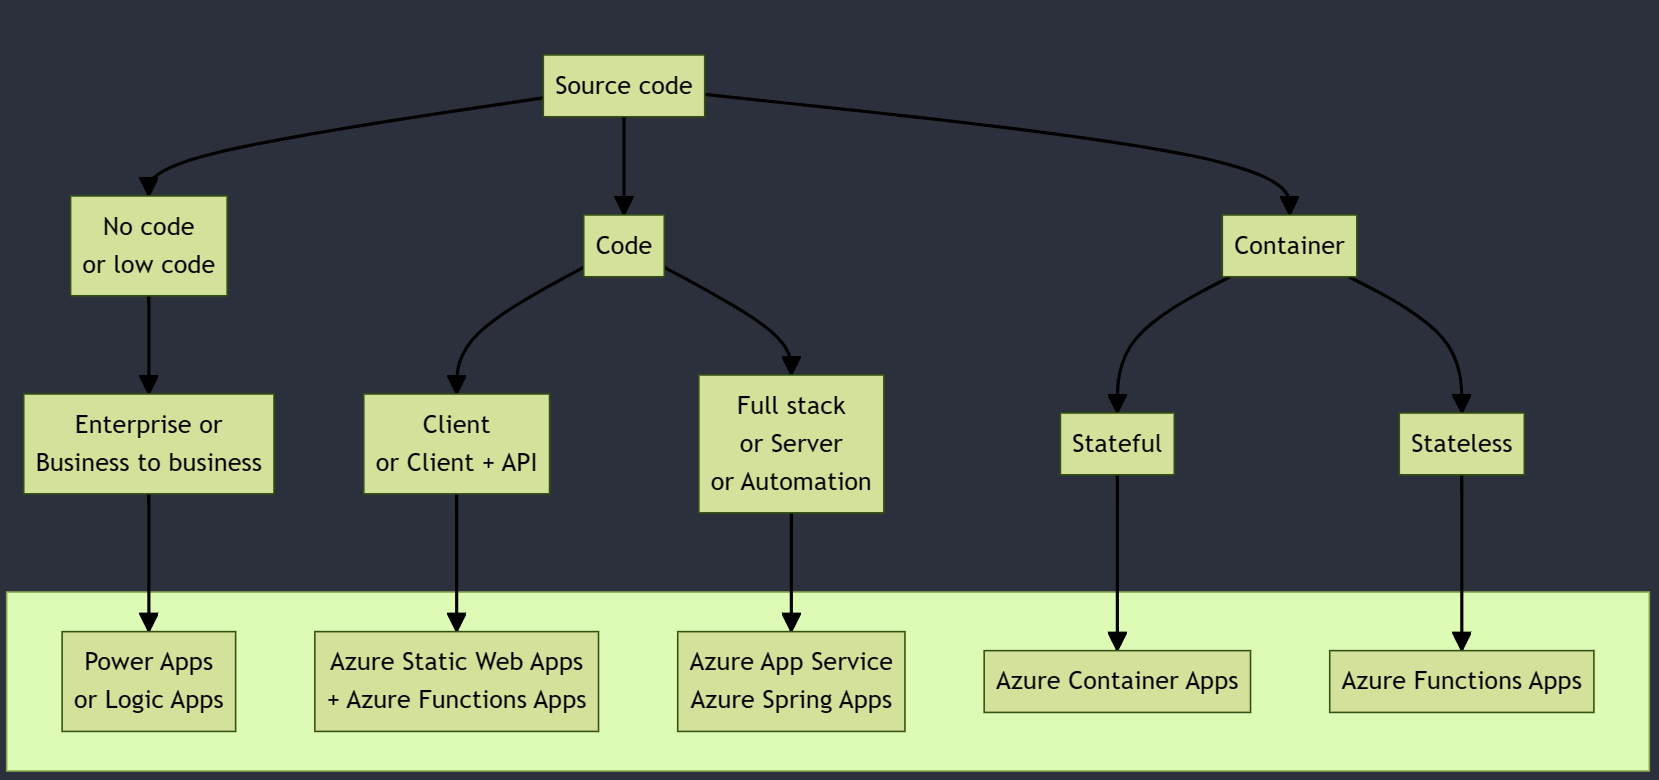 Source code
No code
or low code
Code
Container
Enterprise or
Business to business
Client
or Client + API
Full stack
or Server
or Automation
Stateful
Stateless
Power Apps
or Logic Apps
Azure Static Web Apps
+ Azure Functions Apps
Azure App Service
Azure Spring Apps
Azure Container Apps
Azure Functions Apps